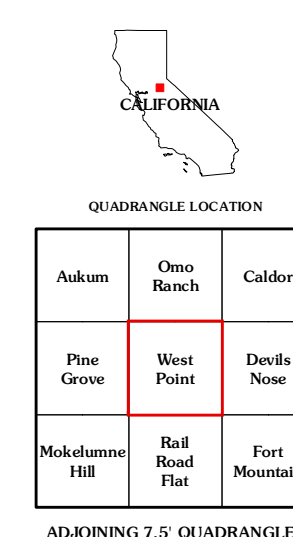 CALIFORNIA
QUADRANGLE LOCATION
Aukum
Omo
Ranch
Caldor
Pine
Grove
West
Point
Devils
Nose
Mokelumne
Hill
Rail
Road
Flat
Fort
Mountai
ADJOINING 7.5' QUADRANGLE